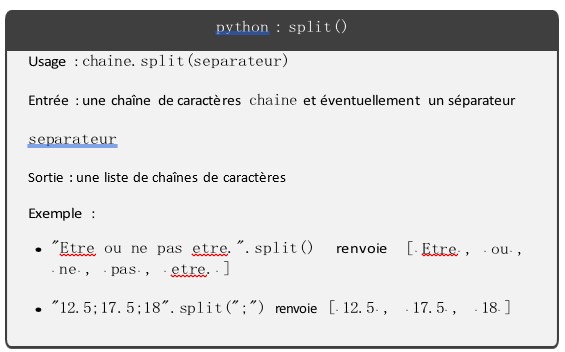 python : split()
Usage : chaine.split(separateur)
Entrée : une chaîne de caractères chaine et éventuellement un séparateur
separateur
Sortie : une liste de chaînes de caractères
Exemple :
• "Etre ou ne pas etre.".split() renvoie [·Etre·, ·ou·,
·ne·, ·pas·, ·etre.·]
• "12.5;17.5;18".split(";") renvoie [·12.5·, ·17.5·, ·18·]